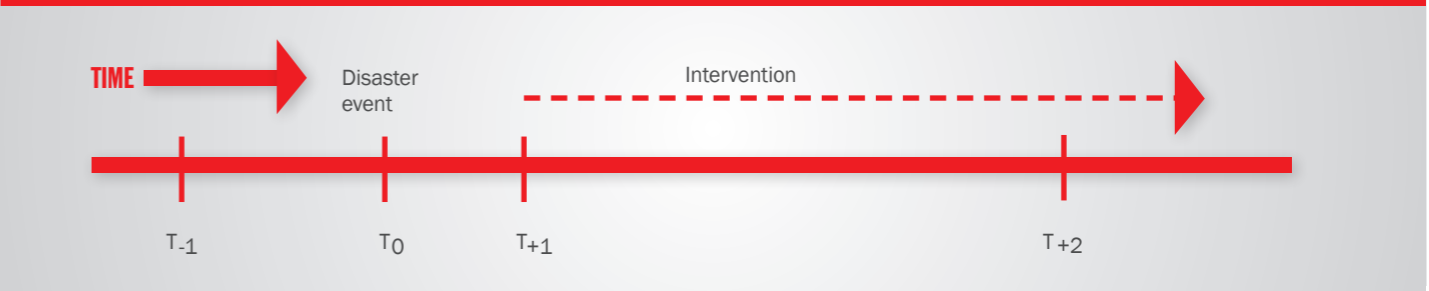 TIME
Disaster
event
Intervention
T-1
T0
T+1
T+2